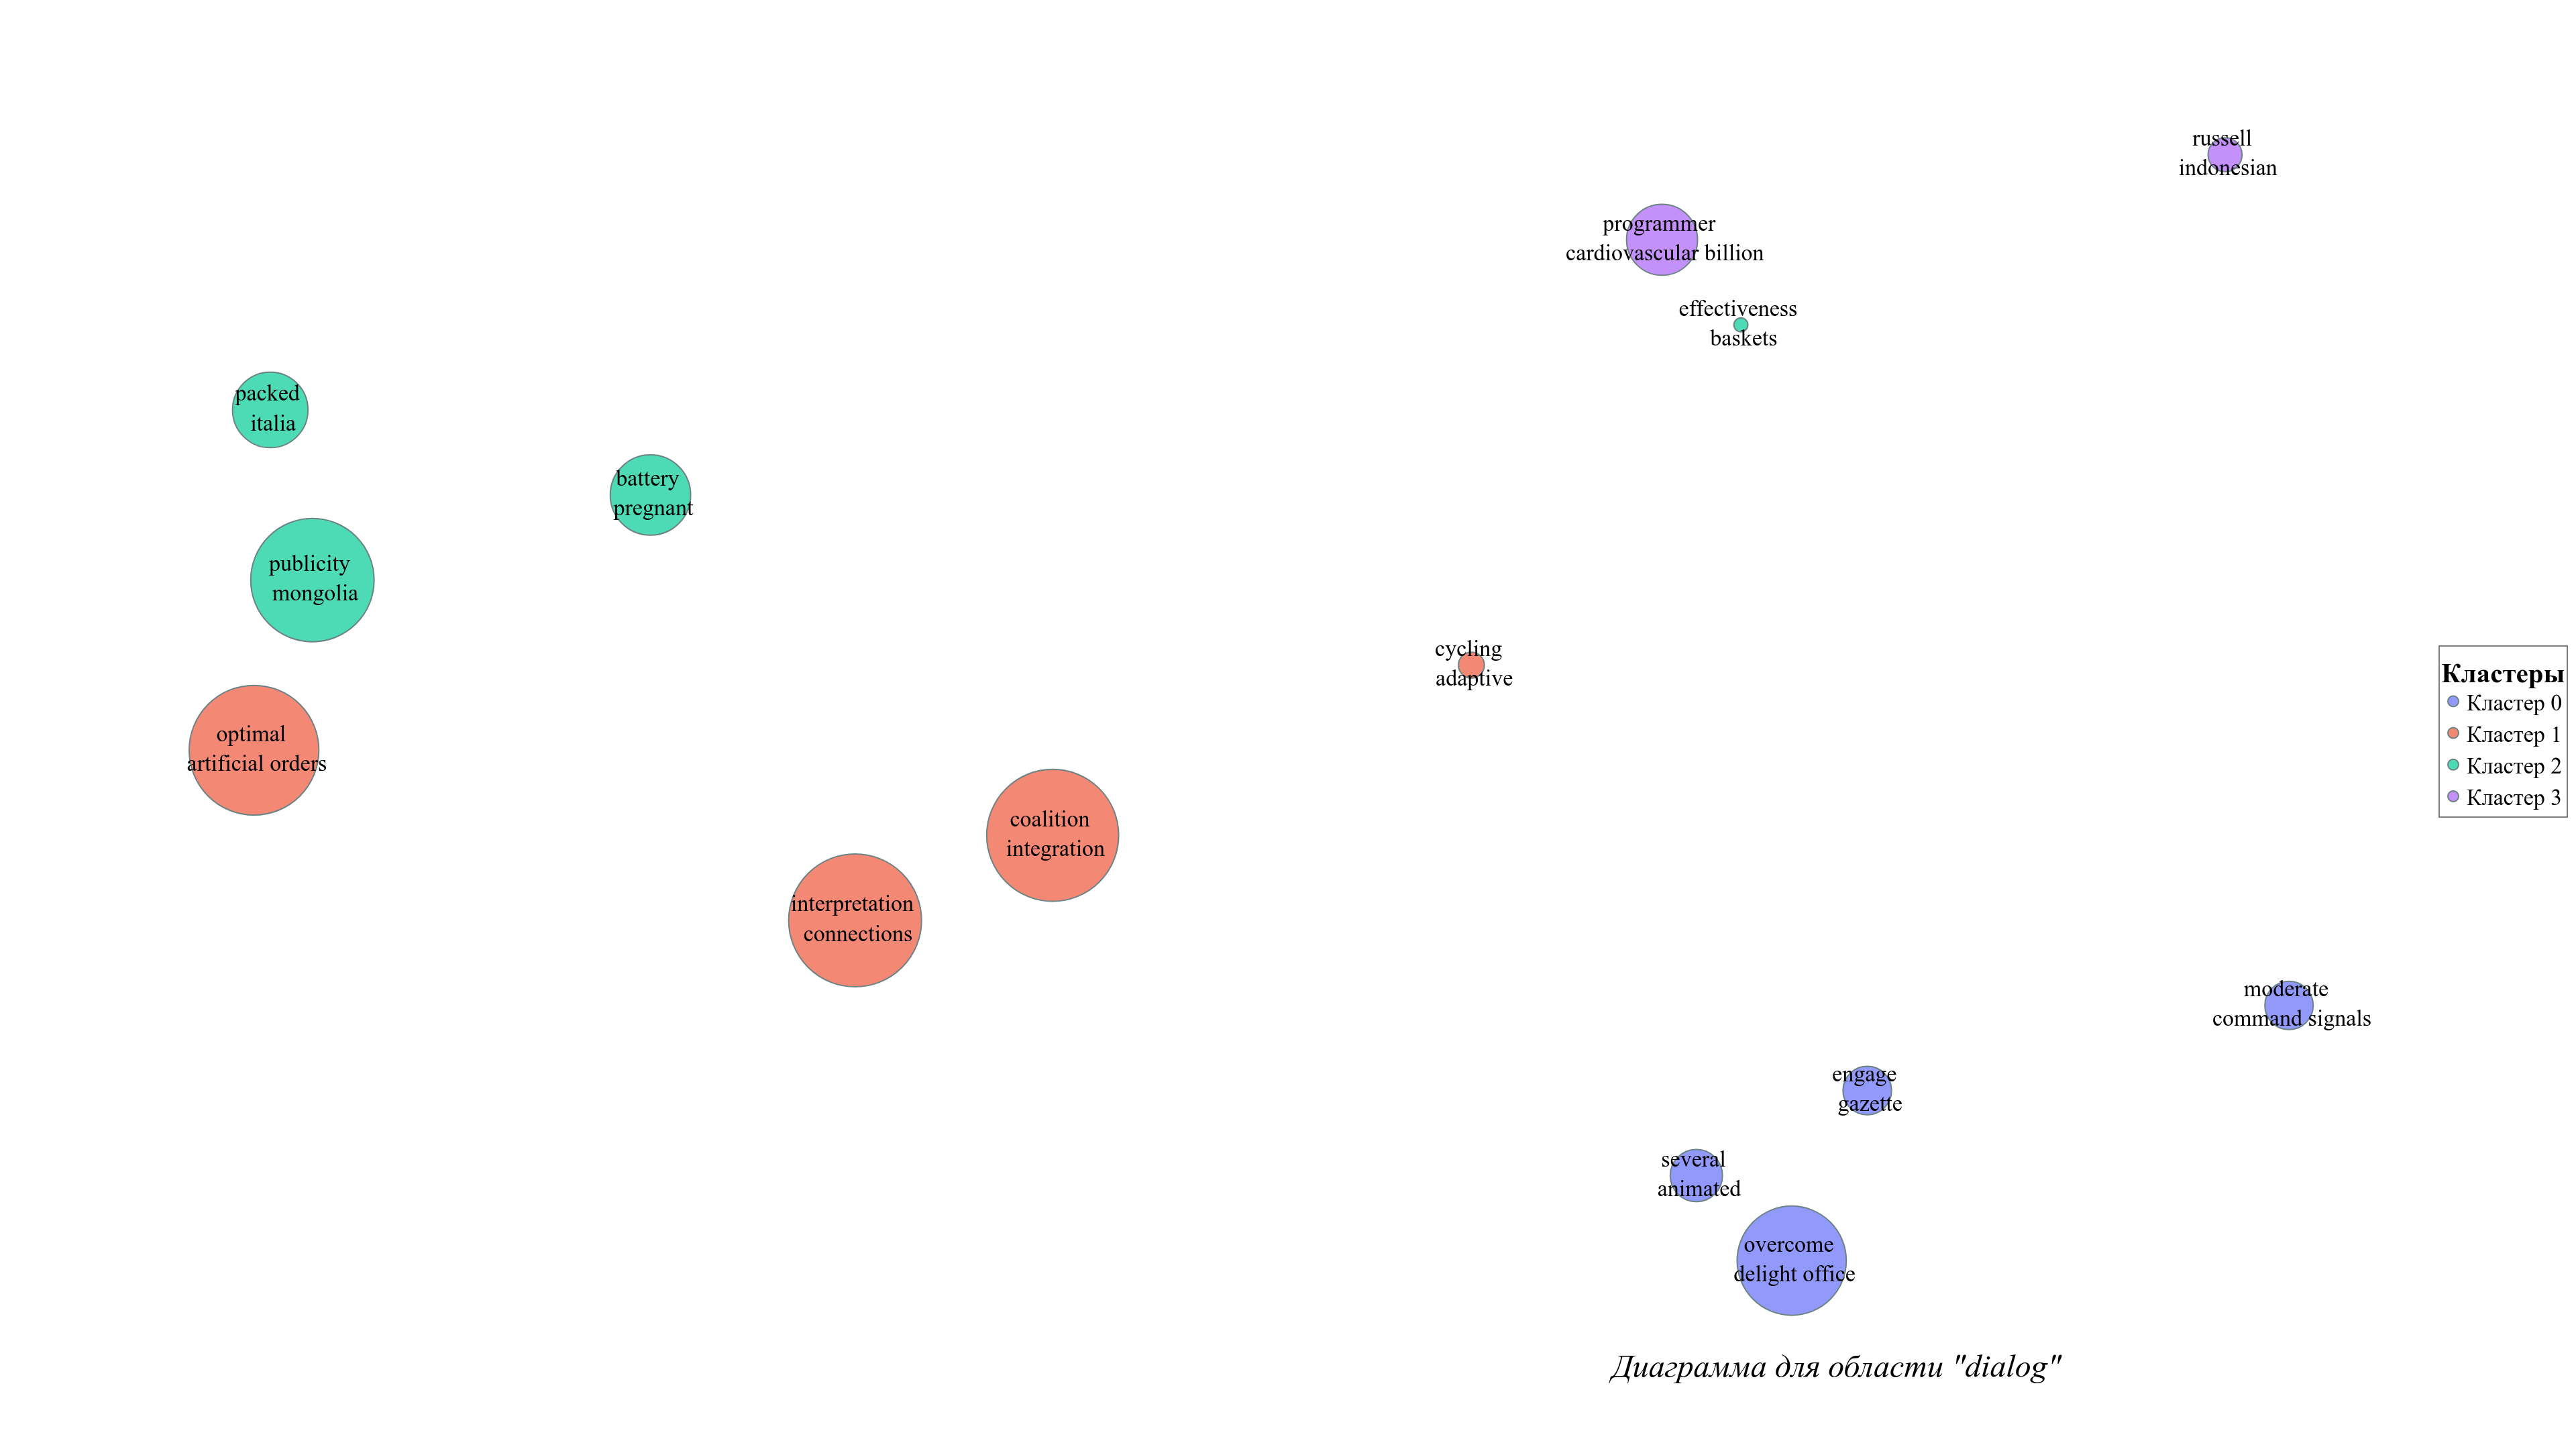 russell
indonesian
programmer
cardiovascular billion
effectiveness
baskets
packed
italia
battery
pregnant
publicity
mongolia
cycling
adaptive
optimal
artificial orders
coalition
integration
interpretation
connections
moderate
command signals
engage
gazette
several
animated
overcome
delight office
Кластеры
Кластер 0
Кластер 1
Кластер 2
Кластер 3
Диаграмма для области "dialog"